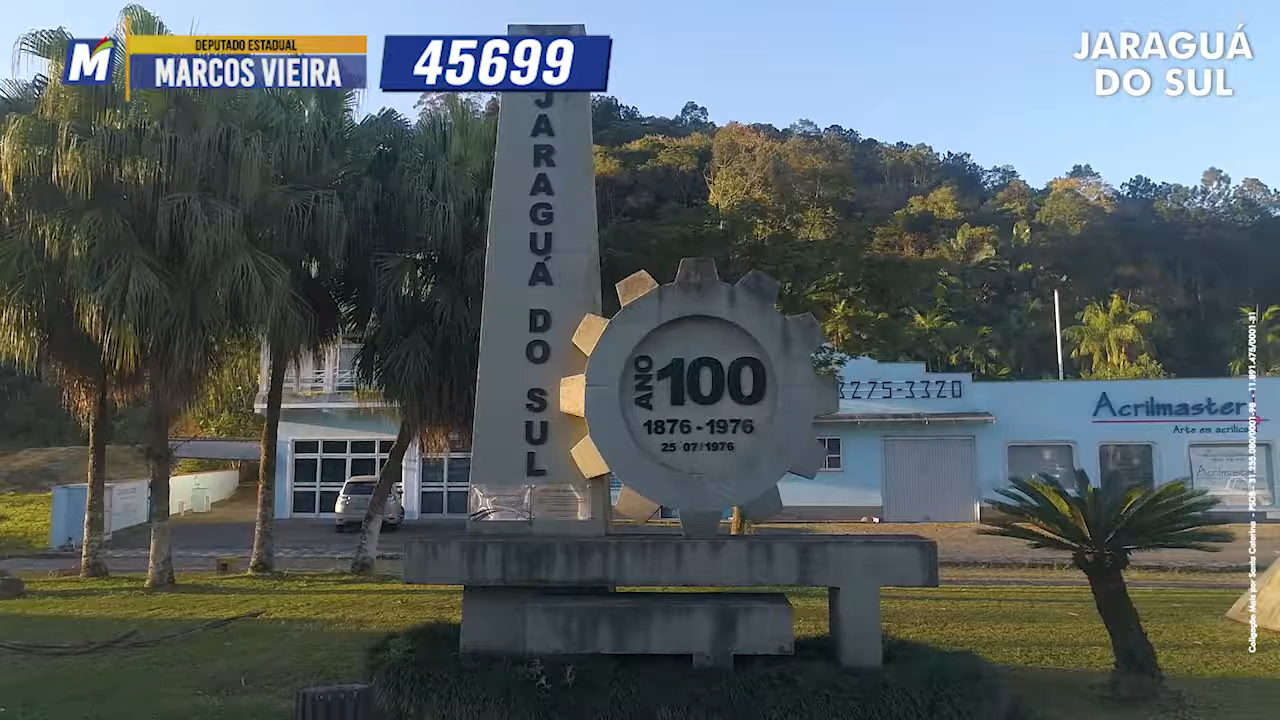 M
DEPUTADO ESTADUAL
MARCOS VIEIRA
45699
JARAGUÁ
DO SUL
JARAGUÁ DO SUL
ANO 100
1876-1976
25 07 1976
3275-3320
Acrilmaster
Arte em acrílico
Acrilmaster